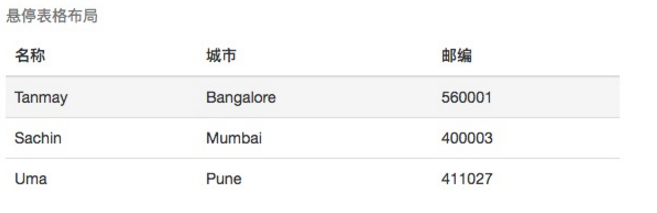 悬停表格布局
名称 城市 邮编
Tanmay Bangalore 560001
Sachin Mumbai 400003
Uma Pune 411027